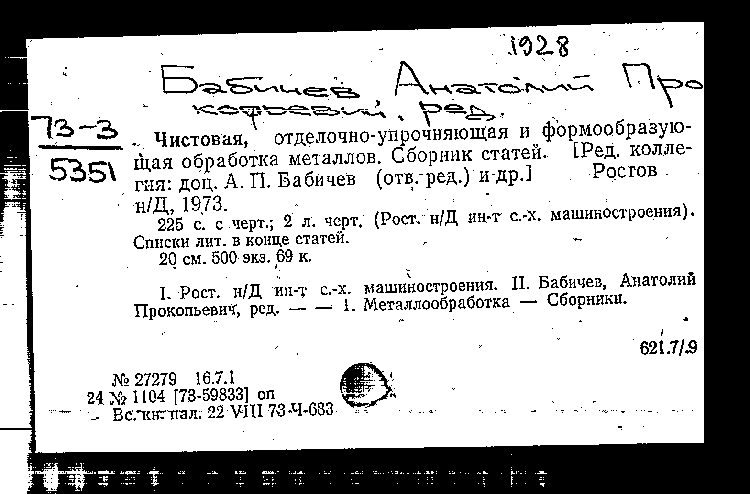 1928
Бабичев Анатолий Про
кофьевич, ред.
73-3
5351
Чистовая, отделочно-упрочняющая и формообразую-
щая обработка металлов. Сборник статей. [Ред. колле-
гия: доц. А. П. Бабичев (отв. ред.) и др.] Ростов
н/Д, 1973.
225 с. с черт.; 2 л. черт. (Рост. н/Д ин-т с.-х. машиностроения).
Списки лит. в конце статей.
20 см. 500 экз. 69 к.
I. Рост. н/Д ин-т с.-х. машиностроения. II. Бабичев, Анатолий
Прокопьевич, ред. — — 1. Металлообработка — Сборники.
621.7/.9
№ 27279 16.7.1
24 № 1104 [73-59833] оп
Вс. кн. пал. 22 VIII 73 Ч-633